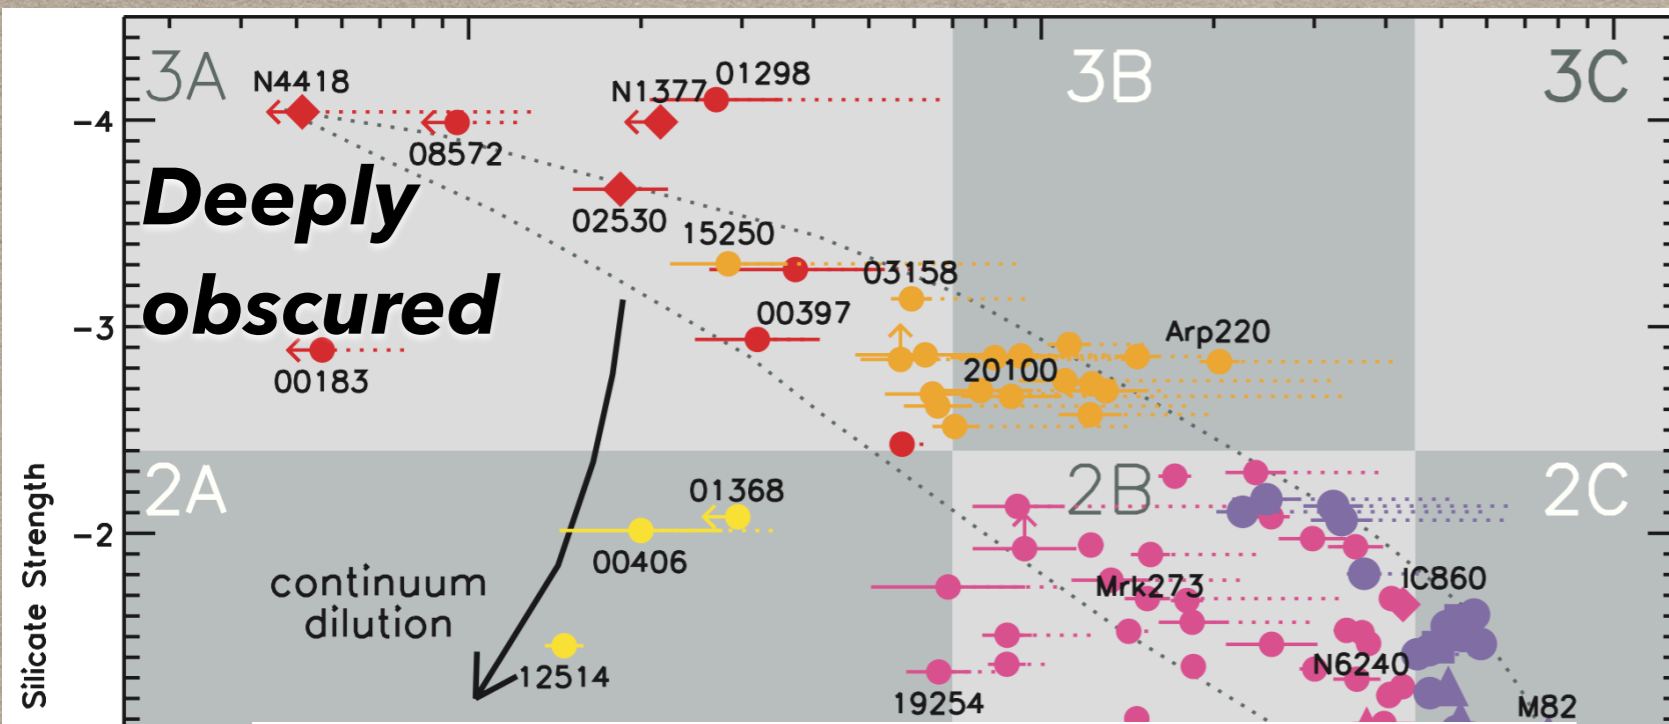 3A
3B
3C
N4418
N1377
01298
−4
08572
Deeply
02530
15250
03158
obscured
00397
−3
Arp220
20100
00183
2A
2B
2C
01368
−2
00406
continuum
dilution
Mrk273
IC860
12514
N6240
19254
M82
Silicate Strength